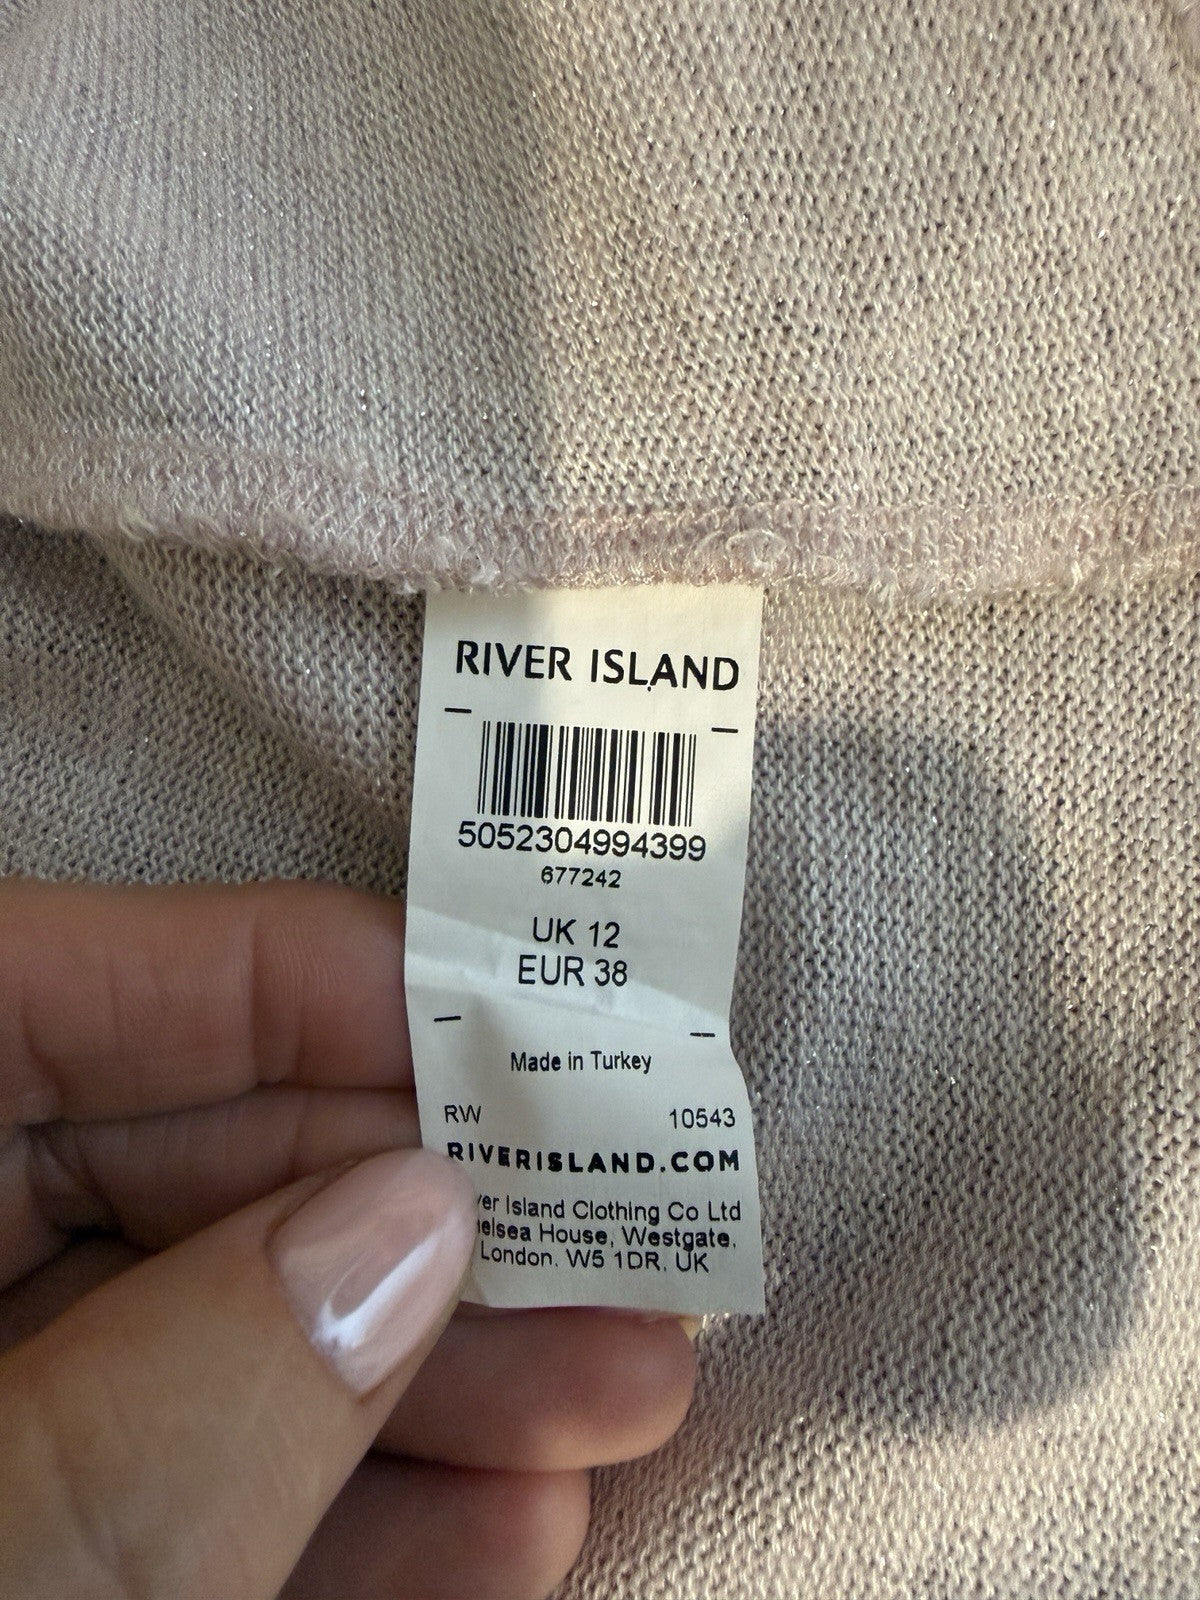 RIVER ISLAND
5052304994399
677242
UK 12
EUR 38
Made in Turkey
RW 10543
RIVERISLAND.COM
Island Clothing Co Ltd
House, Westgate,
London. W5 1DR, UK